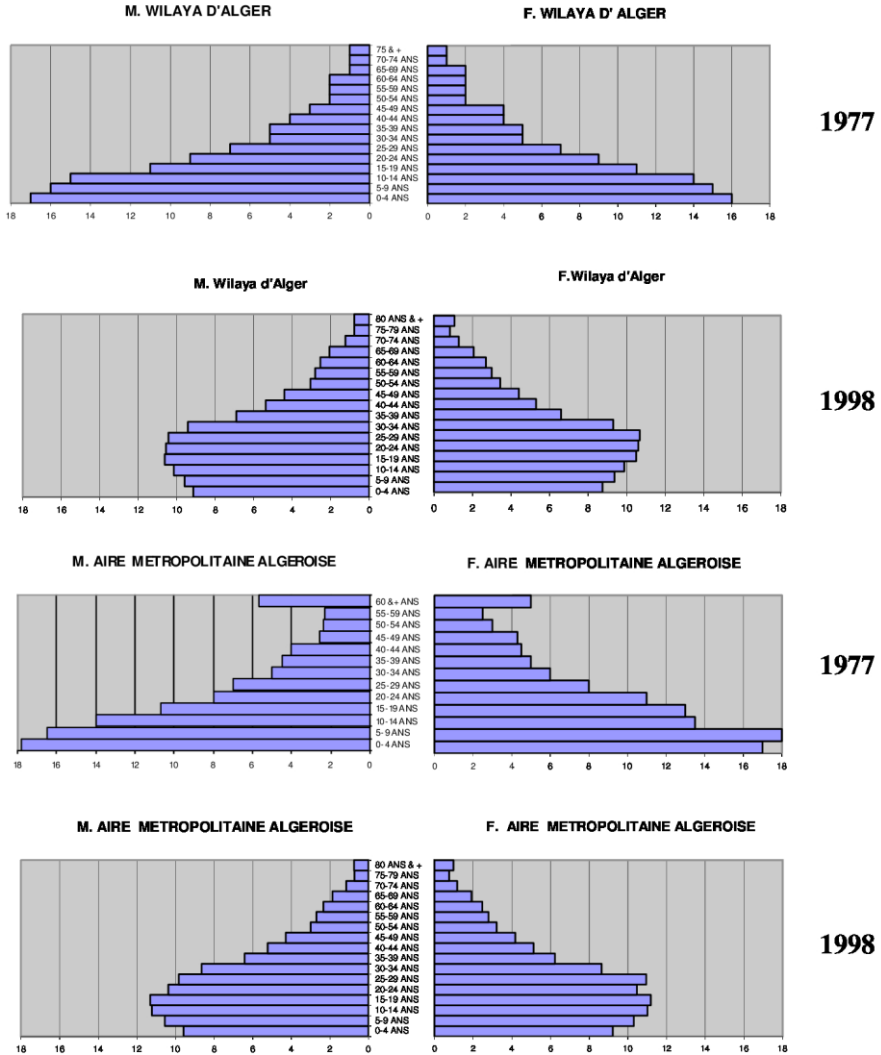 M. WILAYA D'ALGER
F. WILAYA D' ALGER
75 & +
70-74 ANS
65-69 ANS
60-64 ANS
55-59 ANS
50-54 ANS
45-49 ANS
40-44 ANS
35-39 ANS
30-34 ANS
25-29 ANS
20-24 ANS
15-19 ANS
10-14 ANS
5-9 ANS
0-4 ANS
18 16 14 12 10 8 6 4 2 0
0 2 4 6 8 10 12 14 16 18
1977
M. Wilaya d'Alger
F.Wilaya d'Alger
80 ANS & +
75-79 ANS
70-74 ANS
65-69 ANS
60-64 ANS
55-59 ANS
50-54 ANS
45-49 ANS
40-44 ANS
35-39 ANS
30-34 ANS
25-29 ANS
20-24 ANS
15-19 ANS
10-14 ANS
5-9 ANS
0-4 ANS
18 16 14 12 10 8 6 4 2 0
0 2 4 6 8 10 12 14 16 18
1998
M. AIRE METROPOLITAINE ALGEROISE
F. AIRE METROPOLITAINE ALGEROISE
60 &+ ANS
55-59 ANS
50-54 ANS
45-49 ANS
40-44 ANS
35-39 ANS
30-34 ANS
25-29 ANS
20-24 ANS
15-19 ANS
10-14 ANS
5-9 ANS
0-4 ANS
18 16 14 12 10 8 6 4 2 0
0 2 4 6 8 10 12 14 16 18
1977
M. AIRE METROPOLITAINE ALGEROISE
F. AIRE METROPOLITAINE ALGEROISE
80 ANS & +
75-79 ANS
70-74 ANS
65-69 ANS
60-64 ANS
55-59 ANS
50-54 ANS
45-49 ANS
40-44 ANS
35-39 ANS
30-34 ANS
25-29 ANS
20-24 ANS
15-19 ANS
10-14 ANS
5-9 ANS
0-4 ANS
18 16 14 12 10 8 6 4 2 0
0 2 4 6 8 10 12 14 16 18
1998